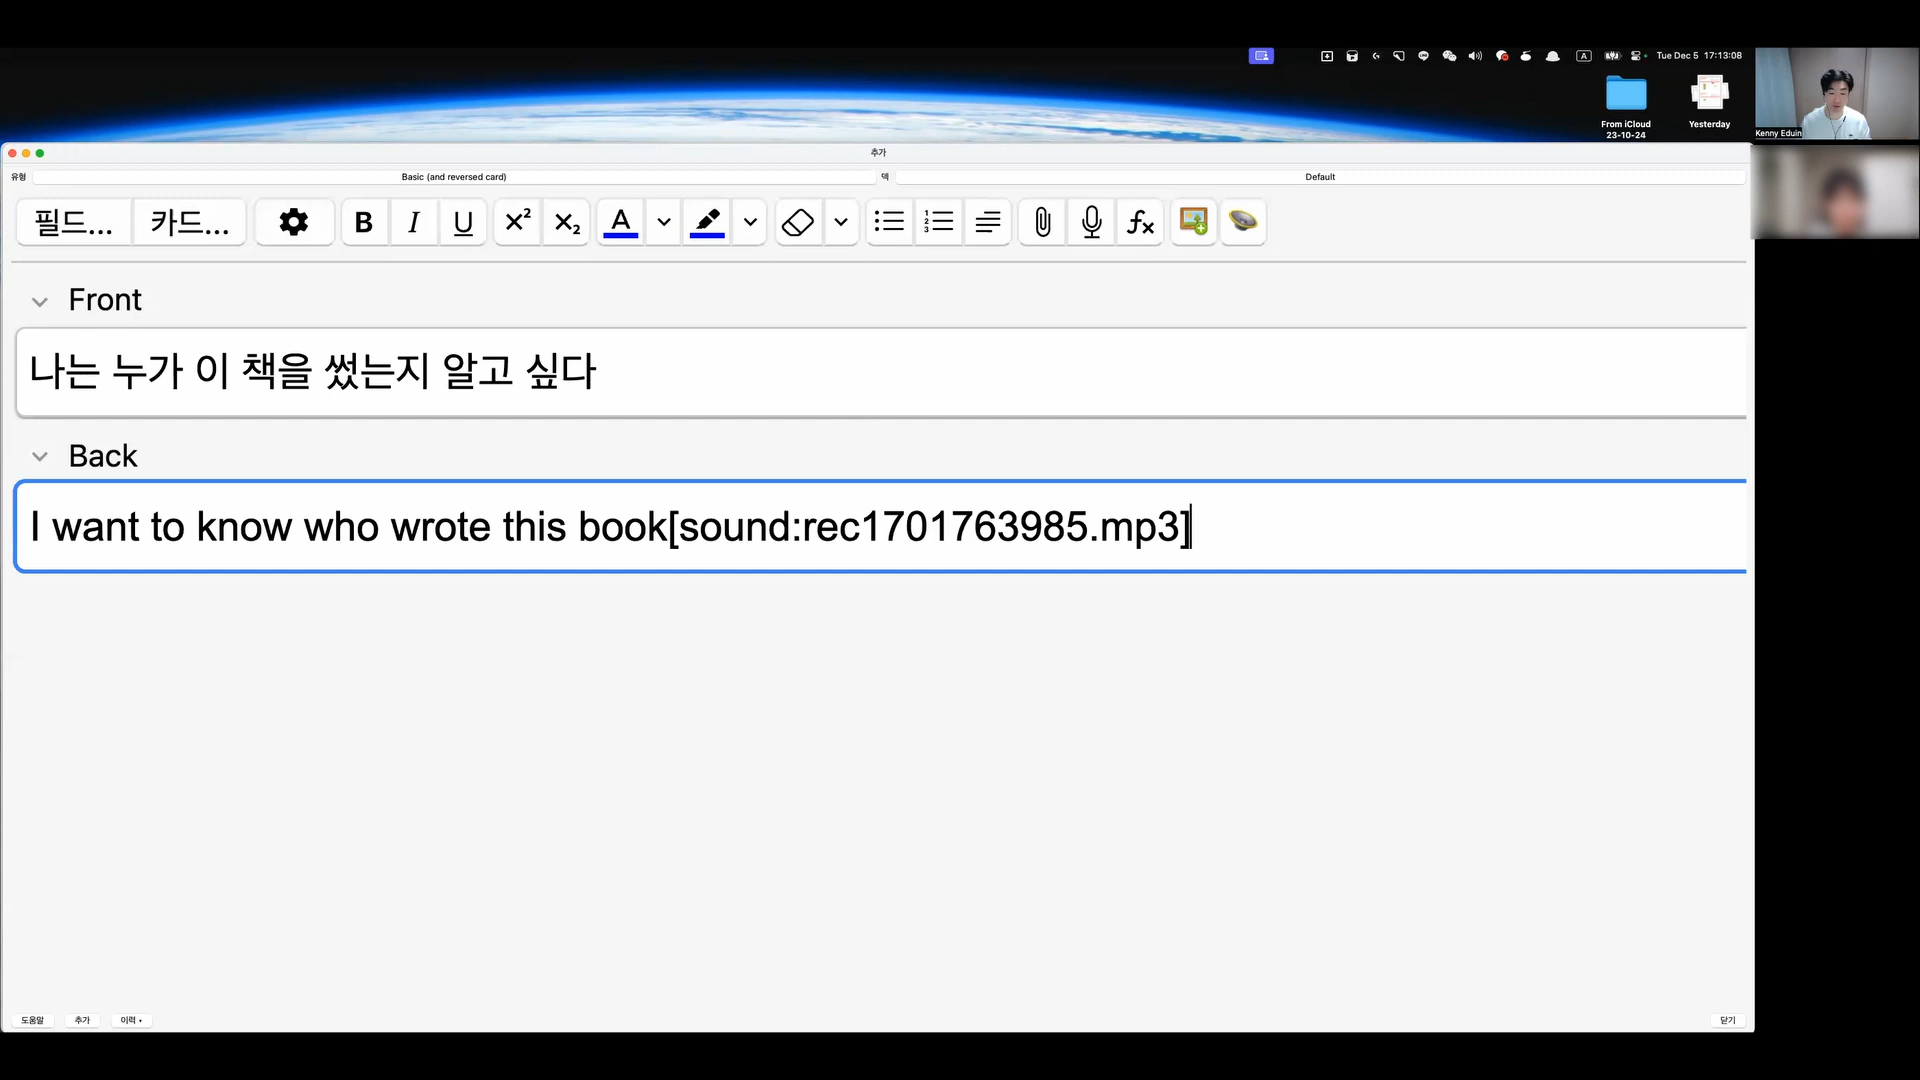 A
Tue Dec 5 17:13:08
From iCloud
23-10-24
Yesterday
Kenny Eduin
추가
유형
Basic (and reversed card)
덱
Default
필드...
카드...
B I U X² X₂ A
fx
Front
나는 누가 이 책을 썼는지 알고 싶다
Back
I want to know who wrote this book[sound:rec1701763985.mp3]
도움말
추가
이력
닫기